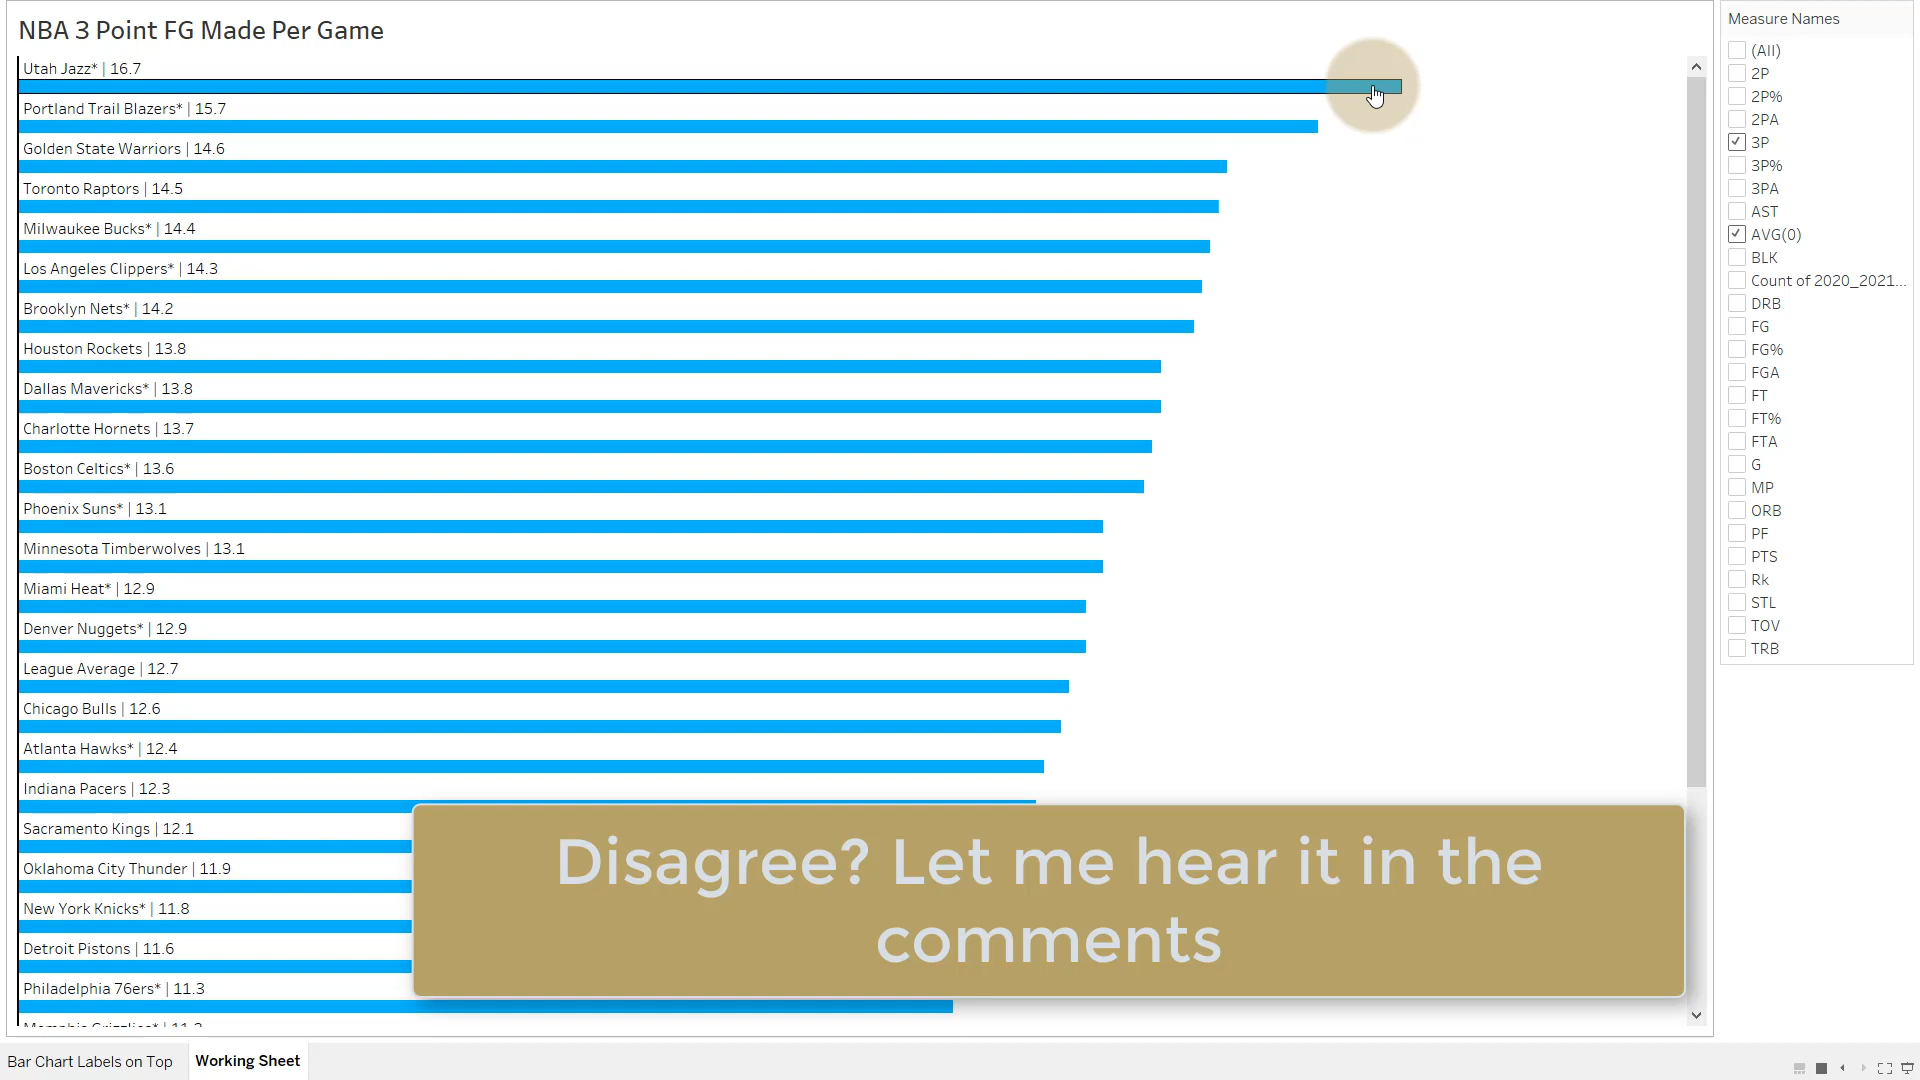 NBA 3 Point FG Made Per Game
Utah Jazz* | 16.7
Portland Trail Blazers* | 15.7
Golden State Warriors | 14.6
Toronto Raptors | 14.5
Milwaukee Bucks* | 14.4
Los Angeles Clippers* | 14.3
Brooklyn Nets* | 14.2
Houston Rockets | 13.8
Dallas Mavericks* | 13.8
Charlotte Hornets | 13.7
Boston Celtics* | 13.6
Phoenix Suns* | 13.1
Minnesota Timberwolves | 13.1
Miami Heat* | 12.9
Denver Nuggets* | 12.9
League Average | 12.7
Chicago Bulls | 12.6
Atlanta Hawks* | 12.4
Indiana Pacers | 12.3
Sacramento Kings | 12.1
Oklahoma City Thunder | 11.9
New York Knicks* | 11.8
Detroit Pistons | 11.6
Philadelphia 76ers* | 11.3
Disagree? Let me hear it in the
comments
Measure Names
(All)
2P
2P%
2PA
3P
3P%
3PA
AST
AVG(0)
BLK
Count of 2020_2021...
DRB
FG
FG%
FGA
FT
FT%
FTA
G
MP
ORB
PF
PTS
Rk
STL
TOV
TRB
Bar Chart Labels on Top
Working Sheet